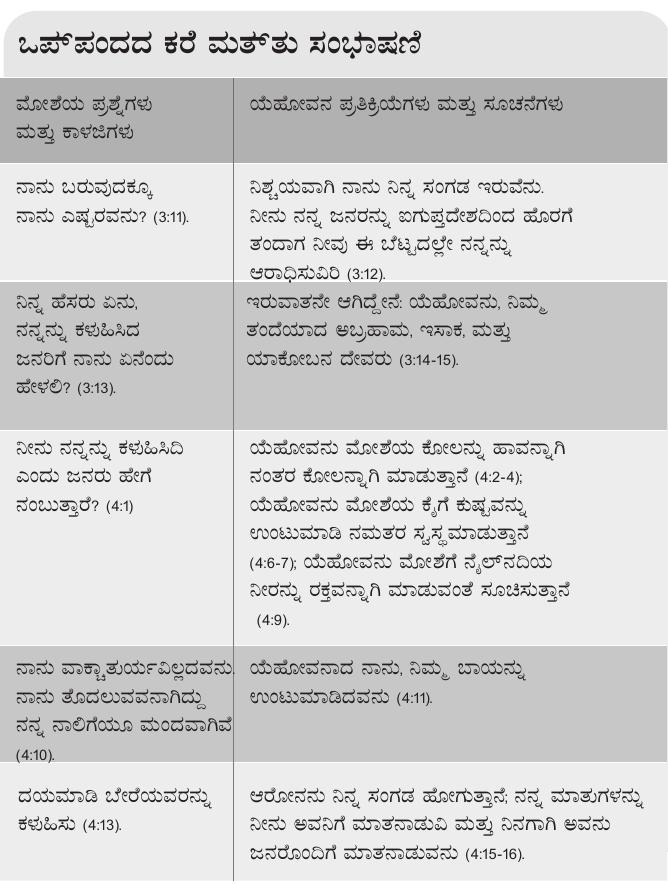 ಒಪ್ಪಂದದ ಕರೆ ಮತ್ತು ಸಂಭಾಷಣೆ
ಮೋಶೆಯ ಪ್ರಶ್ನೆಗಳು
ಮತ್ತು ಕಾಳಜಿಗಳು
ಯೆಹೋವನ ಪ್ರತಿಕ್ರಿಯೆಗಳು ಮತ್ತು ಸೂಚನೆಗಳು
ನಾನು ಬರುವುದಕ್ಕೂ
ನಾನು ಎಷ್ಟರವನು? (3:11).
ನಿಶ್ಚಯವಾಗಿ ನಾನು ನಿನ್ನ ಸಂಗಡ ಇರುವೆನು.
ನೀನು ನನ್ನ ಜನರನ್ನು ಐಗುಪ್ತದೇಶದಿಂದ ಹೊರಗೆ
ತಂದಾಗ ನೀವು ಈ ಬೆಟ್ಟದಲ್ಲೇ ನನ್ನನ್ನು
ಆರಾಧಿಸುವಿರಿ (3:12).
ನಿನ್ನ ಹೆಸರು ಏನು,
ನನ್ನನ್ನು ಕಳುಹಿಸಿದ
ಜನರಿಗೆ ನಾನು ಏನೆಂದು
ಹೇಳಲಿ? (3:13).
ಇರುವಾತನೇ ಆಗಿದ್ದೇನೆ: ಯೆಹೋವನು, ನಿಮ್ಮ
ತಂದೆಯಾದ ಅಬ್ರಹಾಮ, ಇಸಾಕ, ಮತ್ತು
ಯಾಕೋಬನ ದೇವರು (3:14-15).
ನೀನು ನನ್ನನ್ನು ಕಳುಹಿಸಿದಿ
ಎಂದು ಜನರು ಹೇಗೆ
ನಂಬುತ್ತಾರೆ? (4:1)
ಯೆಹೋವನು ಮೋಶೆಯ ಕೋಲನ್ನು ಹಾವನ್ನಾಗಿ
ನಂತರ ಕೋಲನ್ನಾಗಿ ಮಾಡುತ್ತಾನೆ (4:2-4);
ಯೆಹೋವನು ಮೋಶೆಯ ಕೈಗೆ ಕುಷ್ಟವನ್ನು
ಉಂಟುಮಾಡಿ ನಮತರ ಸ್ವಸ್ಥಮಾಡುತ್ತಾನೆ
(4:6-7); ಯೆಹೋವನು ಮೋಶೆಗೆ ನೈಲ್‌ನದಿಯ
ನೀರನ್ನು ರಕ್ತವನ್ನಾಗಿ ಮಾಡುವಂತೆ ಸೂಚಿಸುತ್ತಾನೆ
(4:9).
ನಾನು ವಾಕ್ಚಾತುರ್ಯವಿಲ್ಲದವನು.
ನಾನು ತೊದಲುವವನಾಗಿದ್ದು
ನನ್ನ ನಾಲಿಗೆಯೂ ಮಂದವಾಗಿವೆ
(4:10).
ಯೆಹೋವನಾದ ನಾನು, ನಿಮ್ಮ ಬಾಯನ್ನು
ಉಂಟುಮಾಡಿದವನು (4:11).
ದಯಮಾಡಿ ಬೇರೆಯವರನ್ನು
ಕಳುಹಿಸು (4:13).
ಆರೋನನು ನಿನ್ನ ಸಂಗಡ ಹೋಗುತ್ತಾನೆ; ನನ್ನ ಮಾತುಗಳನ್ನು
ನೀನು ಅವನಿಗೆ ಮಾತನಾಡುವಿ ಮತ್ತು ನಿನಗಾಗಿ ಅವನು
ಜನರೊಂದಿಗೆ ಮಾತನಾಡುವನು (4:15-16).